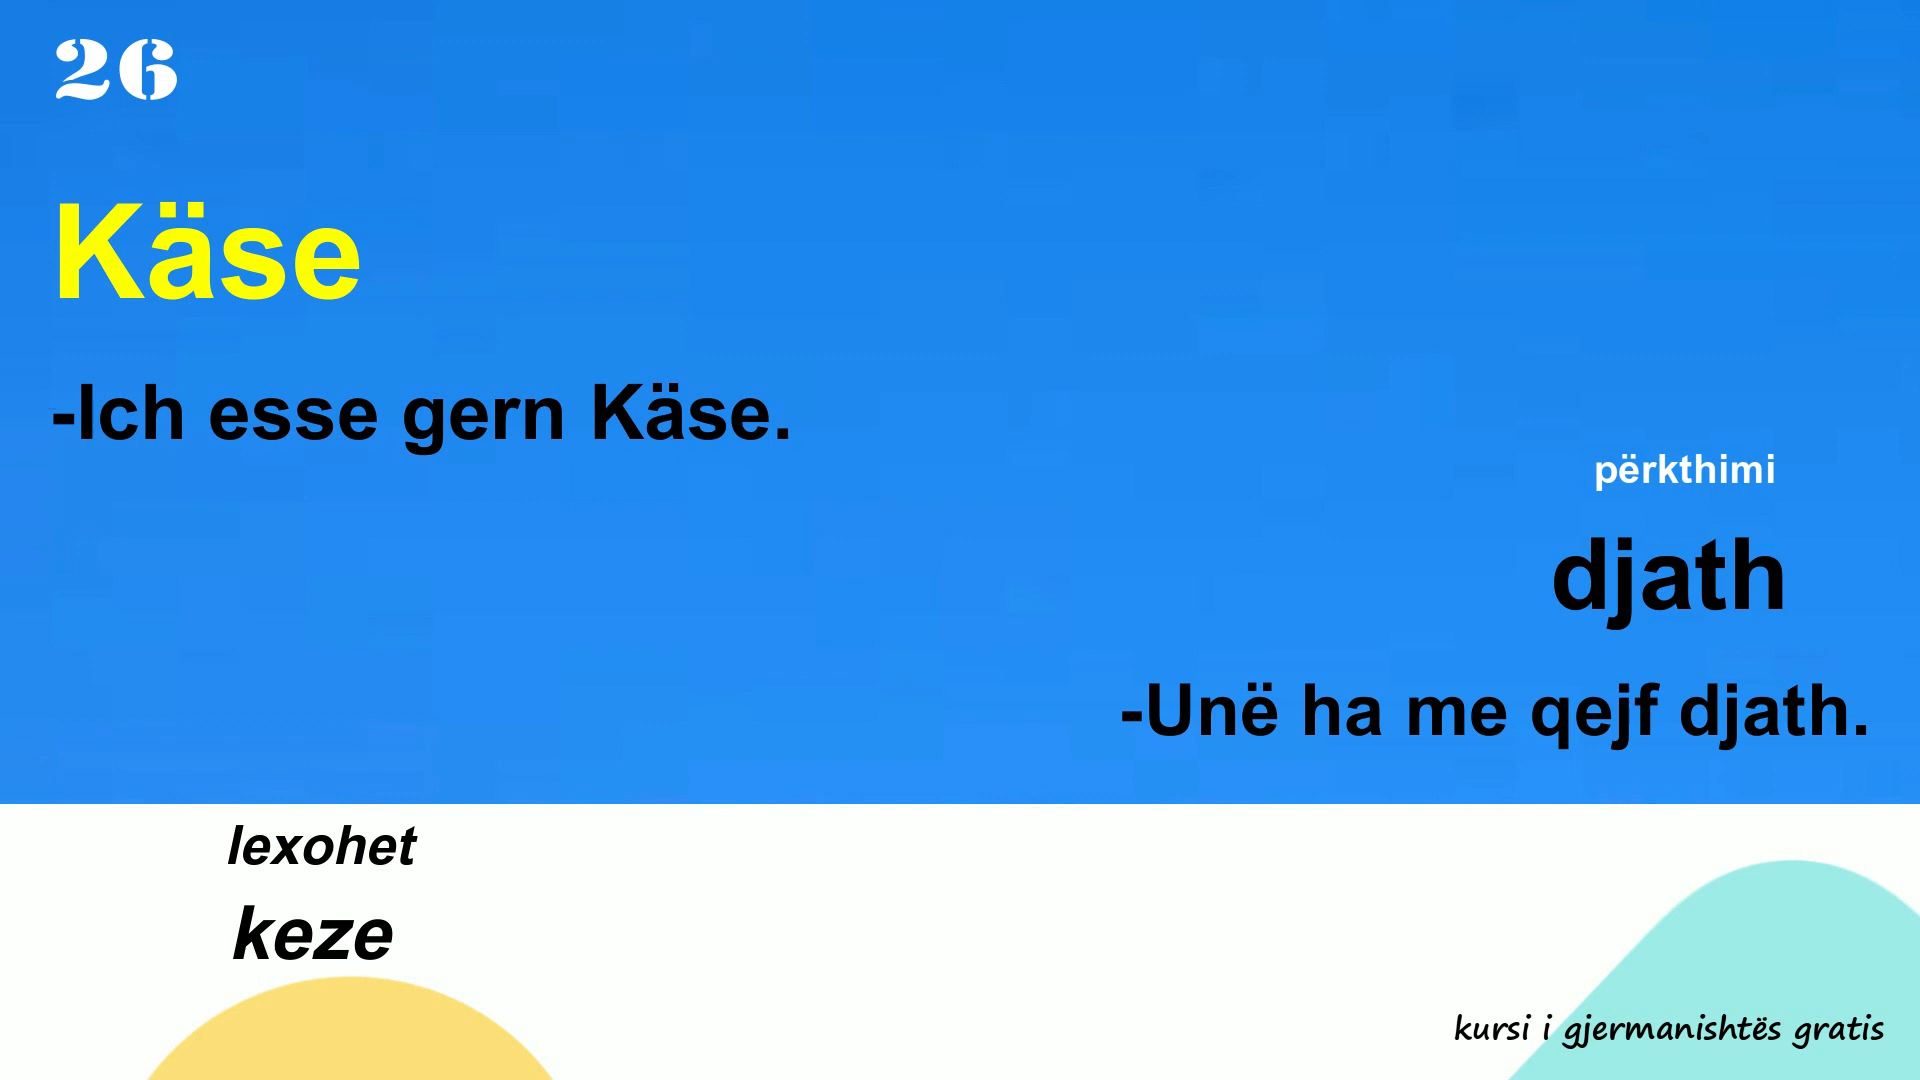 26
Käse
-Ich esse gern Käse.
përkthimi
djath
-Unë ha me qejf djath.
lexohet
keze
kursi i gjermanishtës gratis